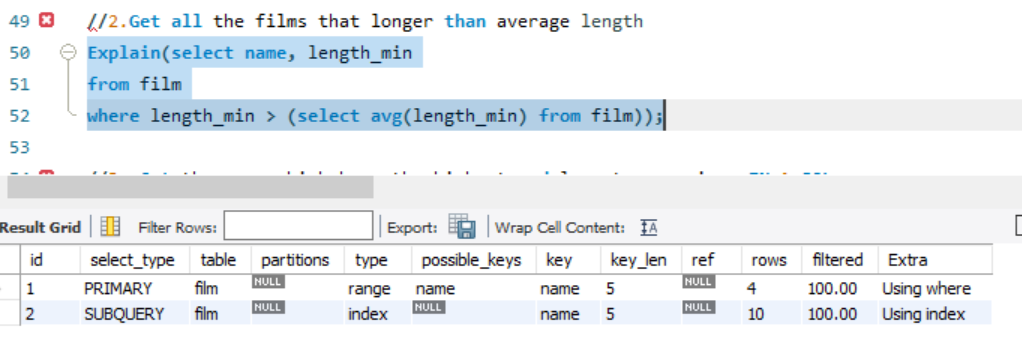 49 //2.Get all the films that longer than average length
50 Explain(select name, length_min
51 from film
52 where length_min > (select avg(length_min) from film));
53
Result Grid Filter Rows: Export: Wrap Cell Content: IA
id select_type table partitions type possible_keys key key_len ref rows filtered Extra
1 PRIMARY film NULL range name name 5 NULL 4 100.00 Using where
2 SUBQUERY film NULL index NULL name 5 NULL 10 100.00 Using index